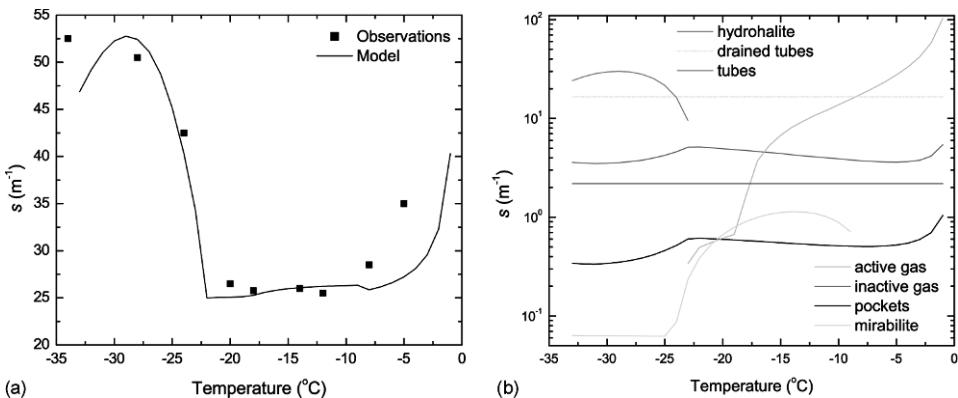 55
50
45
40
35
30
25
20
s (m⁻¹)
Observations
Model
-35 -30 -25 -20 -15 -10 -5 0
Temperature (°C)
(a)
10²
10¹
10⁰
10⁻¹
s (m⁻¹)
hydrohalite
drained tubes
tubes
active gas
inactive gas
pockets
mirabilite
-35 -30 -25 -20 -15 -10 -5 0
Temperature (°C)
(b)